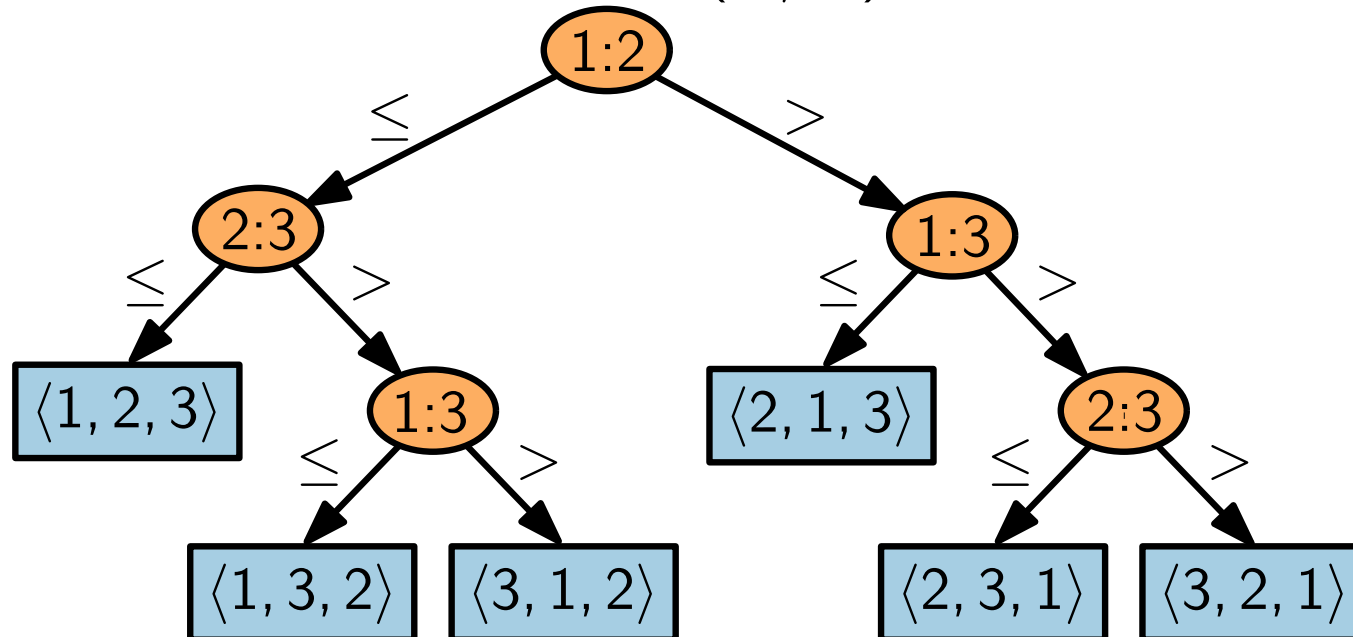 1:2
≤ >
2:3 1:3
≤ > ≤ >
⟨1, 2, 3⟩ 1:3 ⟨2, 1, 3⟩ 2:3
≤ > ≤ >
⟨1, 3, 2⟩ ⟨3, 1, 2⟩ ⟨2, 3, 1⟩ ⟨3, 2, 1⟩